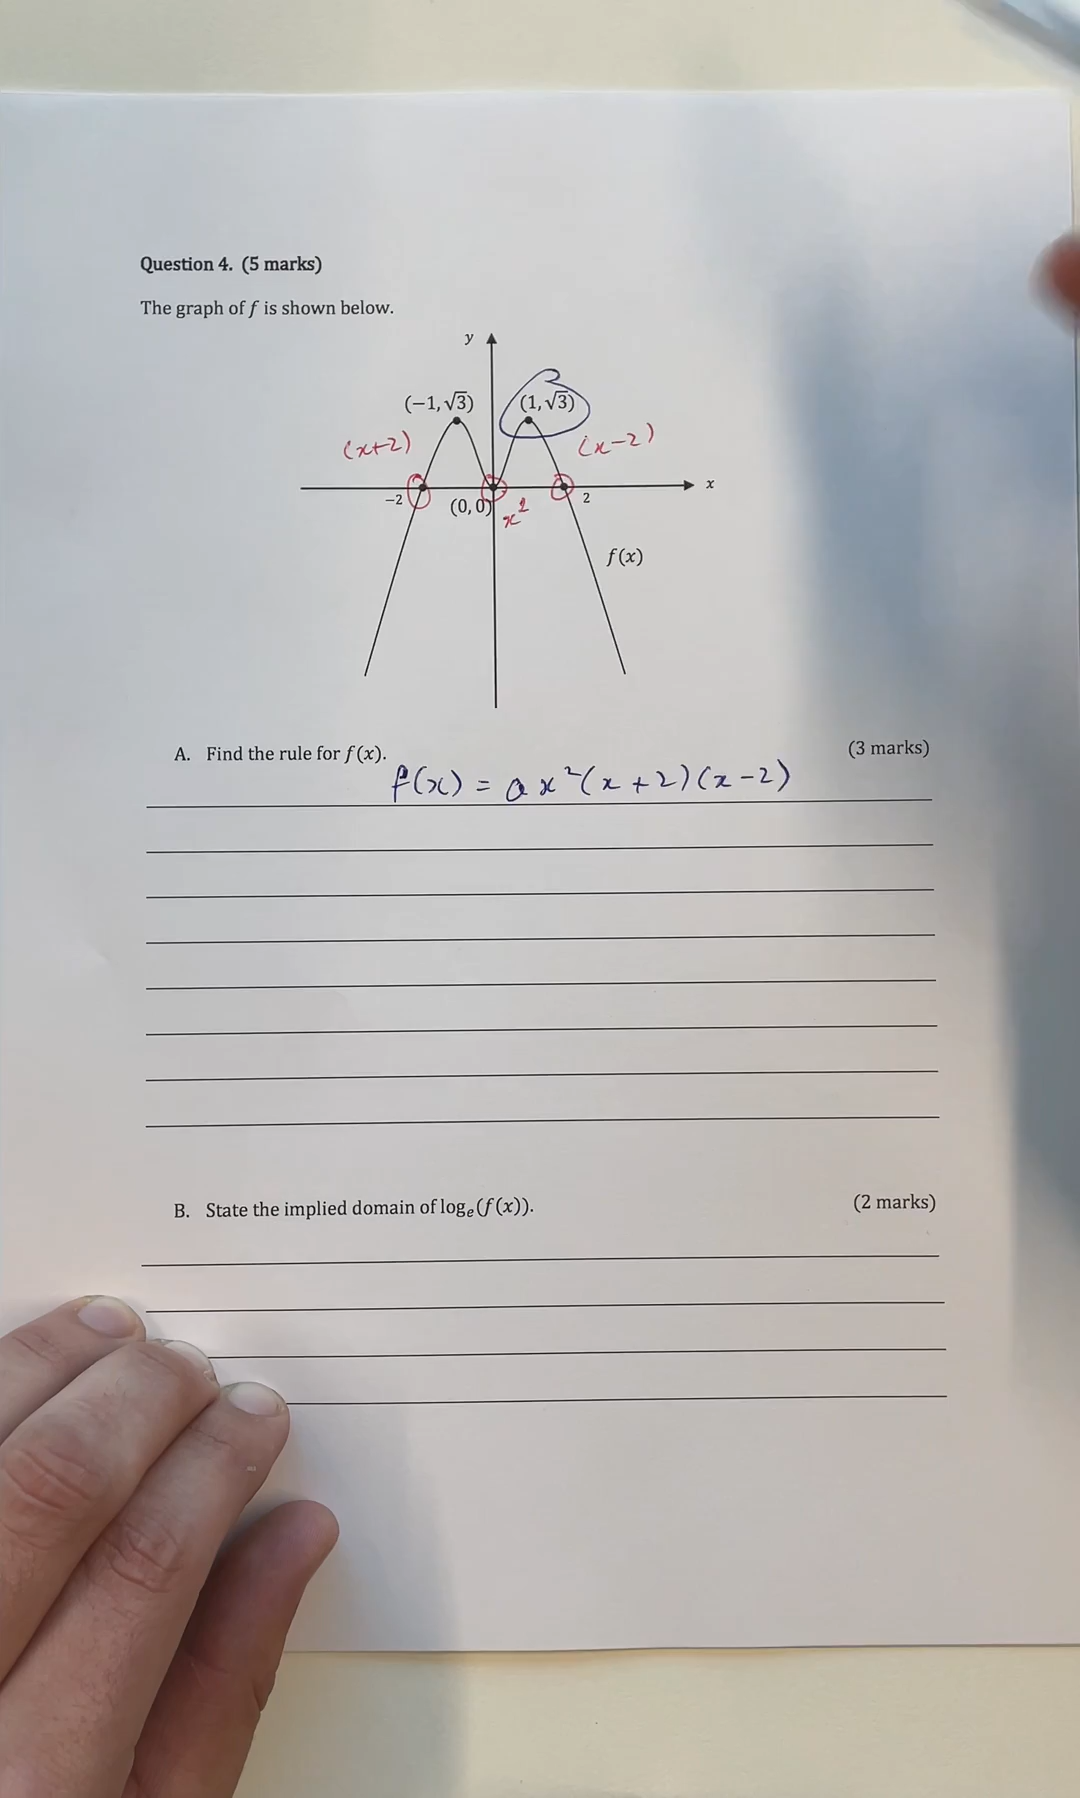 Question 4. (5 marks)
The graph of f is shown below.
y
(−1, √3) (1, √3)
(x+2) (x−2)
x
−2 (0, 0) x² 2
f(x)
A. Find the rule for f(x). (3 marks)
f(x) = a x²(x+2)(x−2)
B. State the implied domain of logₑ(f(x)). (2 marks)